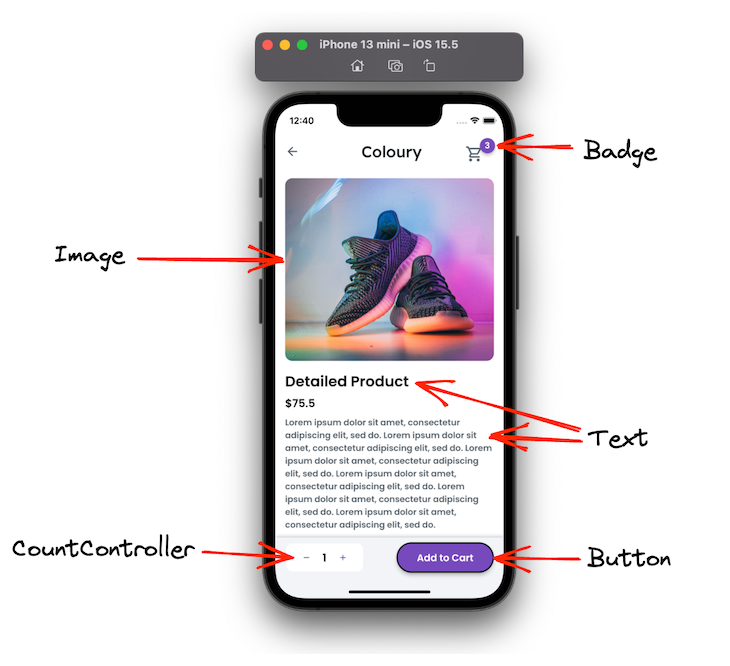 iPhone 13 mini – iOS 15.5
12:40
Coloury
3
Badge
Image
Detailed Product
$75.5
Lorem ipsum dolor sit amet, consectetur
adipiscing elit, sed do. Lorem ipsum dolor sit
amet, consectetur adipiscing elit, sed do. Lorem
ipsum dolor sit amet, consectetur adipiscing
elit, sed do. Lorem ipsum dolor sit amet,
consectetur adipiscing elit, sed do. Lorem
ipsum dolor sit amet, consectetur adipiscing
elit, sed do. Lorem ipsum dolor sit amet,
consectetur adipiscing elit, sed do.
Text
CountController
− 1 +
Add to Cart
Button